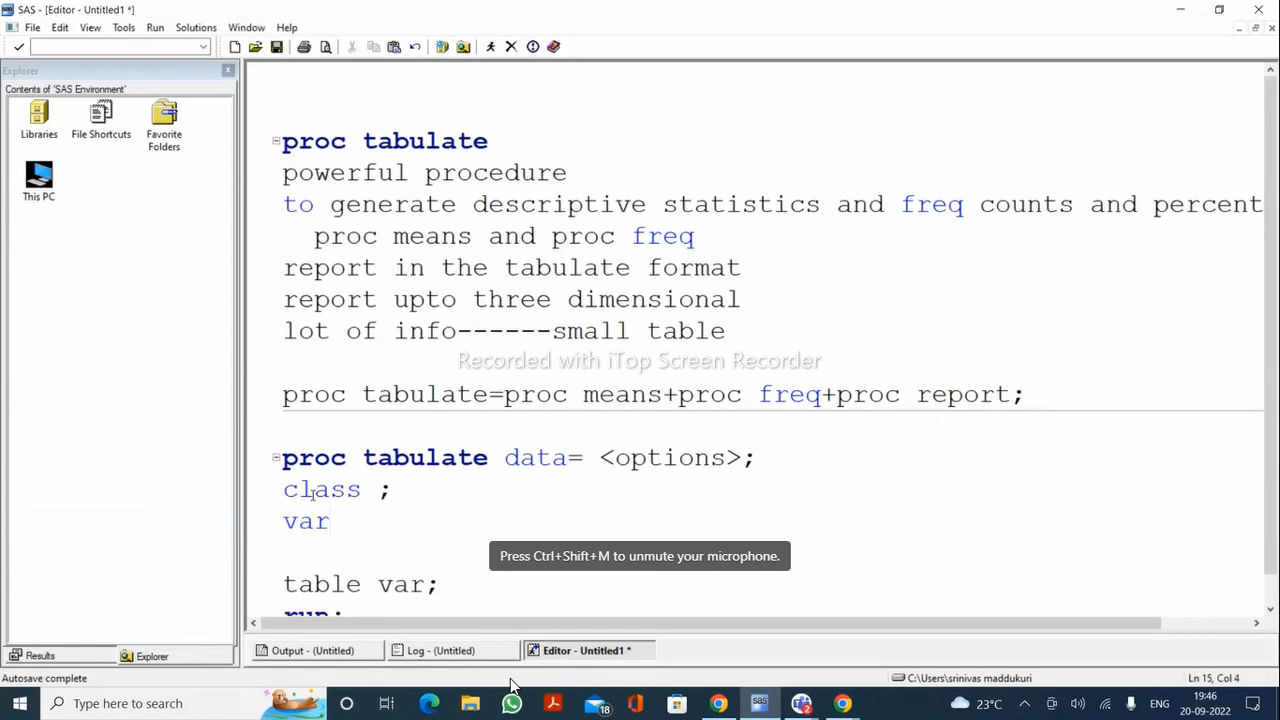 SAS - [Editor - Untitled1 *]
File Edit View Tools Run Solutions Window Help
Explorer
Contents of 'SAS Environment'
Libraries File Shortcuts Favorite Folders
This PC
proc tabulate
powerful procedure
to generate descriptive statistics and freq counts and percent
proc means and proc freq
report in the tabulate format
report upto three dimensional
lot of info------small table
Recorded with iTop Screen Recorder
proc tabulate=proc means+proc freq+proc report;
proc tabulate data= <options>;
class ;
var
Press Ctrl+Shift+M to unmute your microphone.
table var;
run;
Results Explorer
Output - (Untitled) Log - (Untitled) Editor - Untitled1 *
Autosave complete C:\Users\srinivas maddukuri Ln 15, Col 4
Type here to search 18 2 23°C ENG 19:46
20-09-2022